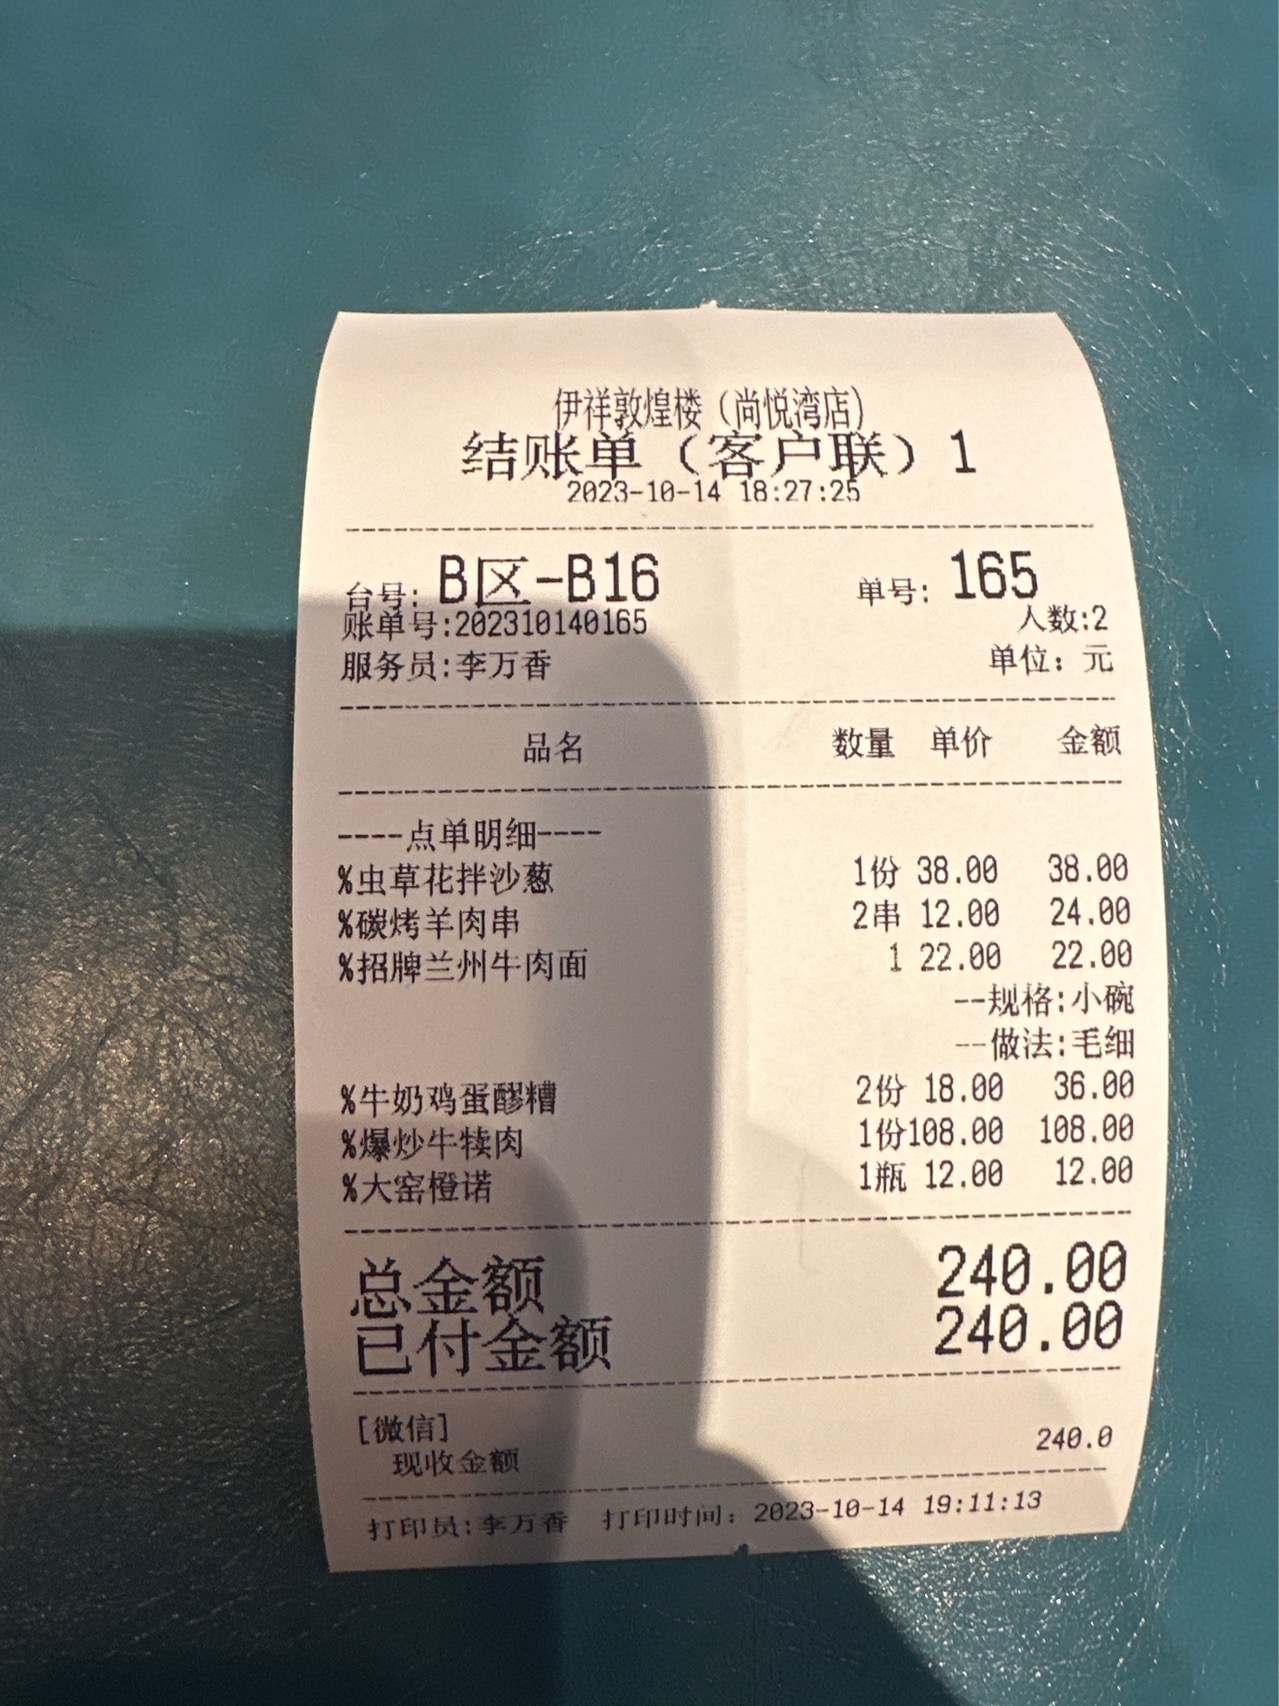 伊祥敦煌楼（尚悦湾店）
结账单（客户联）1
2023-10-14 18:27:25
台号: B区-B16 单号: 165
账单号:202310140165 人数:2
服务员:李万香 单位: 元
品名 数量 单价 金额
----点单明细----
%虫草花拌沙葱 1份 38.00 38.00
%碳烤羊肉串 2串 12.00 24.00
%招牌兰州牛肉面 1 22.00 22.00
--规格:小碗
--做法:毛细
%牛奶鸡蛋醪糟 2份 18.00 36.00
%爆炒牛犊肉 1份108.00 108.00
%大窑橙诺 1瓶 12.00 12.00
总金额 240.00
已付金额 240.00
[微信]
现收金额 240.0
打印员:李万香 打印时间: 2023-10-14 19:11:13